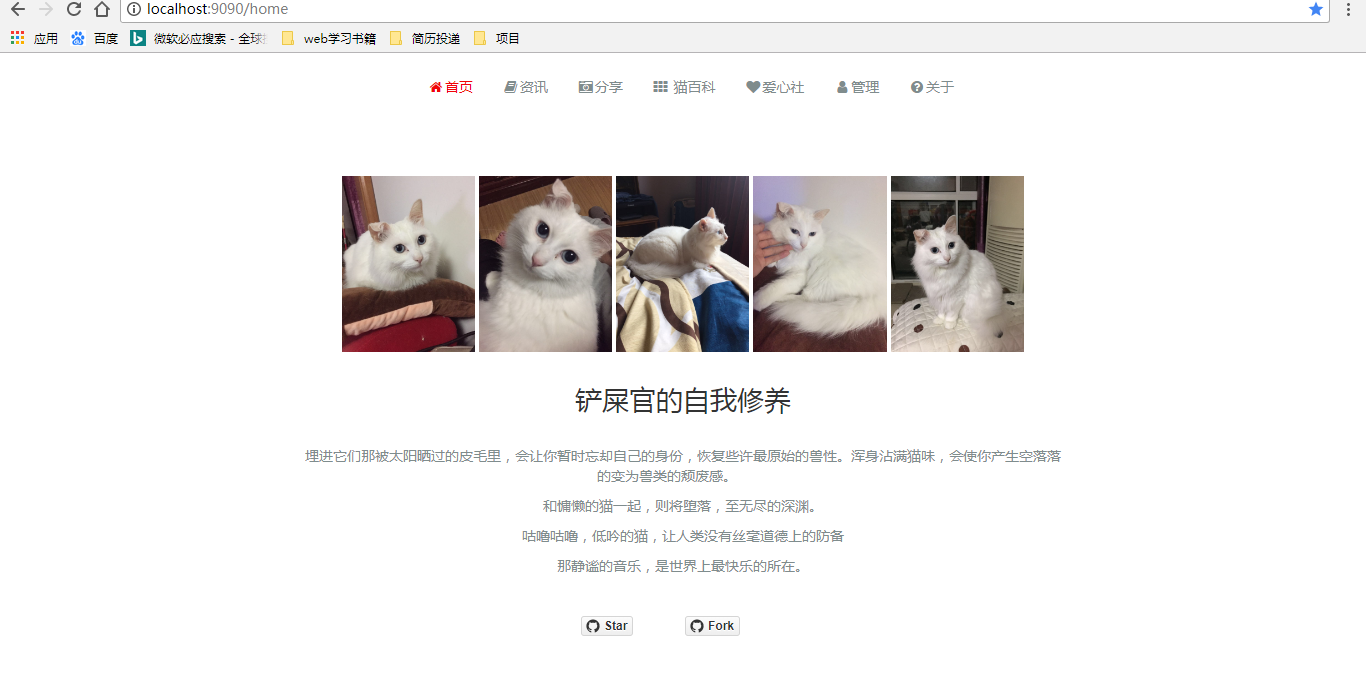 localhost:9090/home
应用 百度 微软必应搜索 - 全球 web学习书籍 简历投递 项目
首页 资讯 分享 猫百科 爱心社 管理 关于
铲屎官的自我修养
埋进它们那被太阳晒过的皮毛里，会让你暂时忘却自己的身份，恢复些许最原始的兽性。浑身沾满猫味，会使你产生空落落
的变为兽类的颓废感。
和慵懒的猫一起，则将堕落，至无尽的深渊。
咕噜咕噜，低吟的猫，让人类没有丝毫道德上的防备
那静谧的音乐，是世界上最快乐的所在。
Star Fork